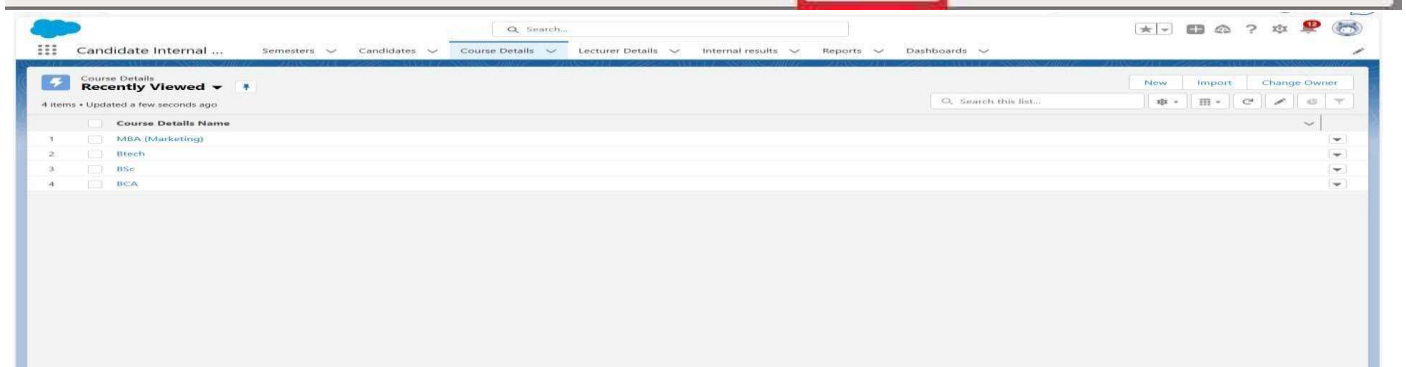 Search...
12
Candidate Internal ... Semesters Candidates Course Details Lecturer Details Internal results Reports Dashboards
Course Details
Recently Viewed
New Import Change Owner
4 items • Updated a few seconds ago
Search this list...
Course Details Name
1 MBA (Marketing)
2 Btech
3 BSc
4 BCA